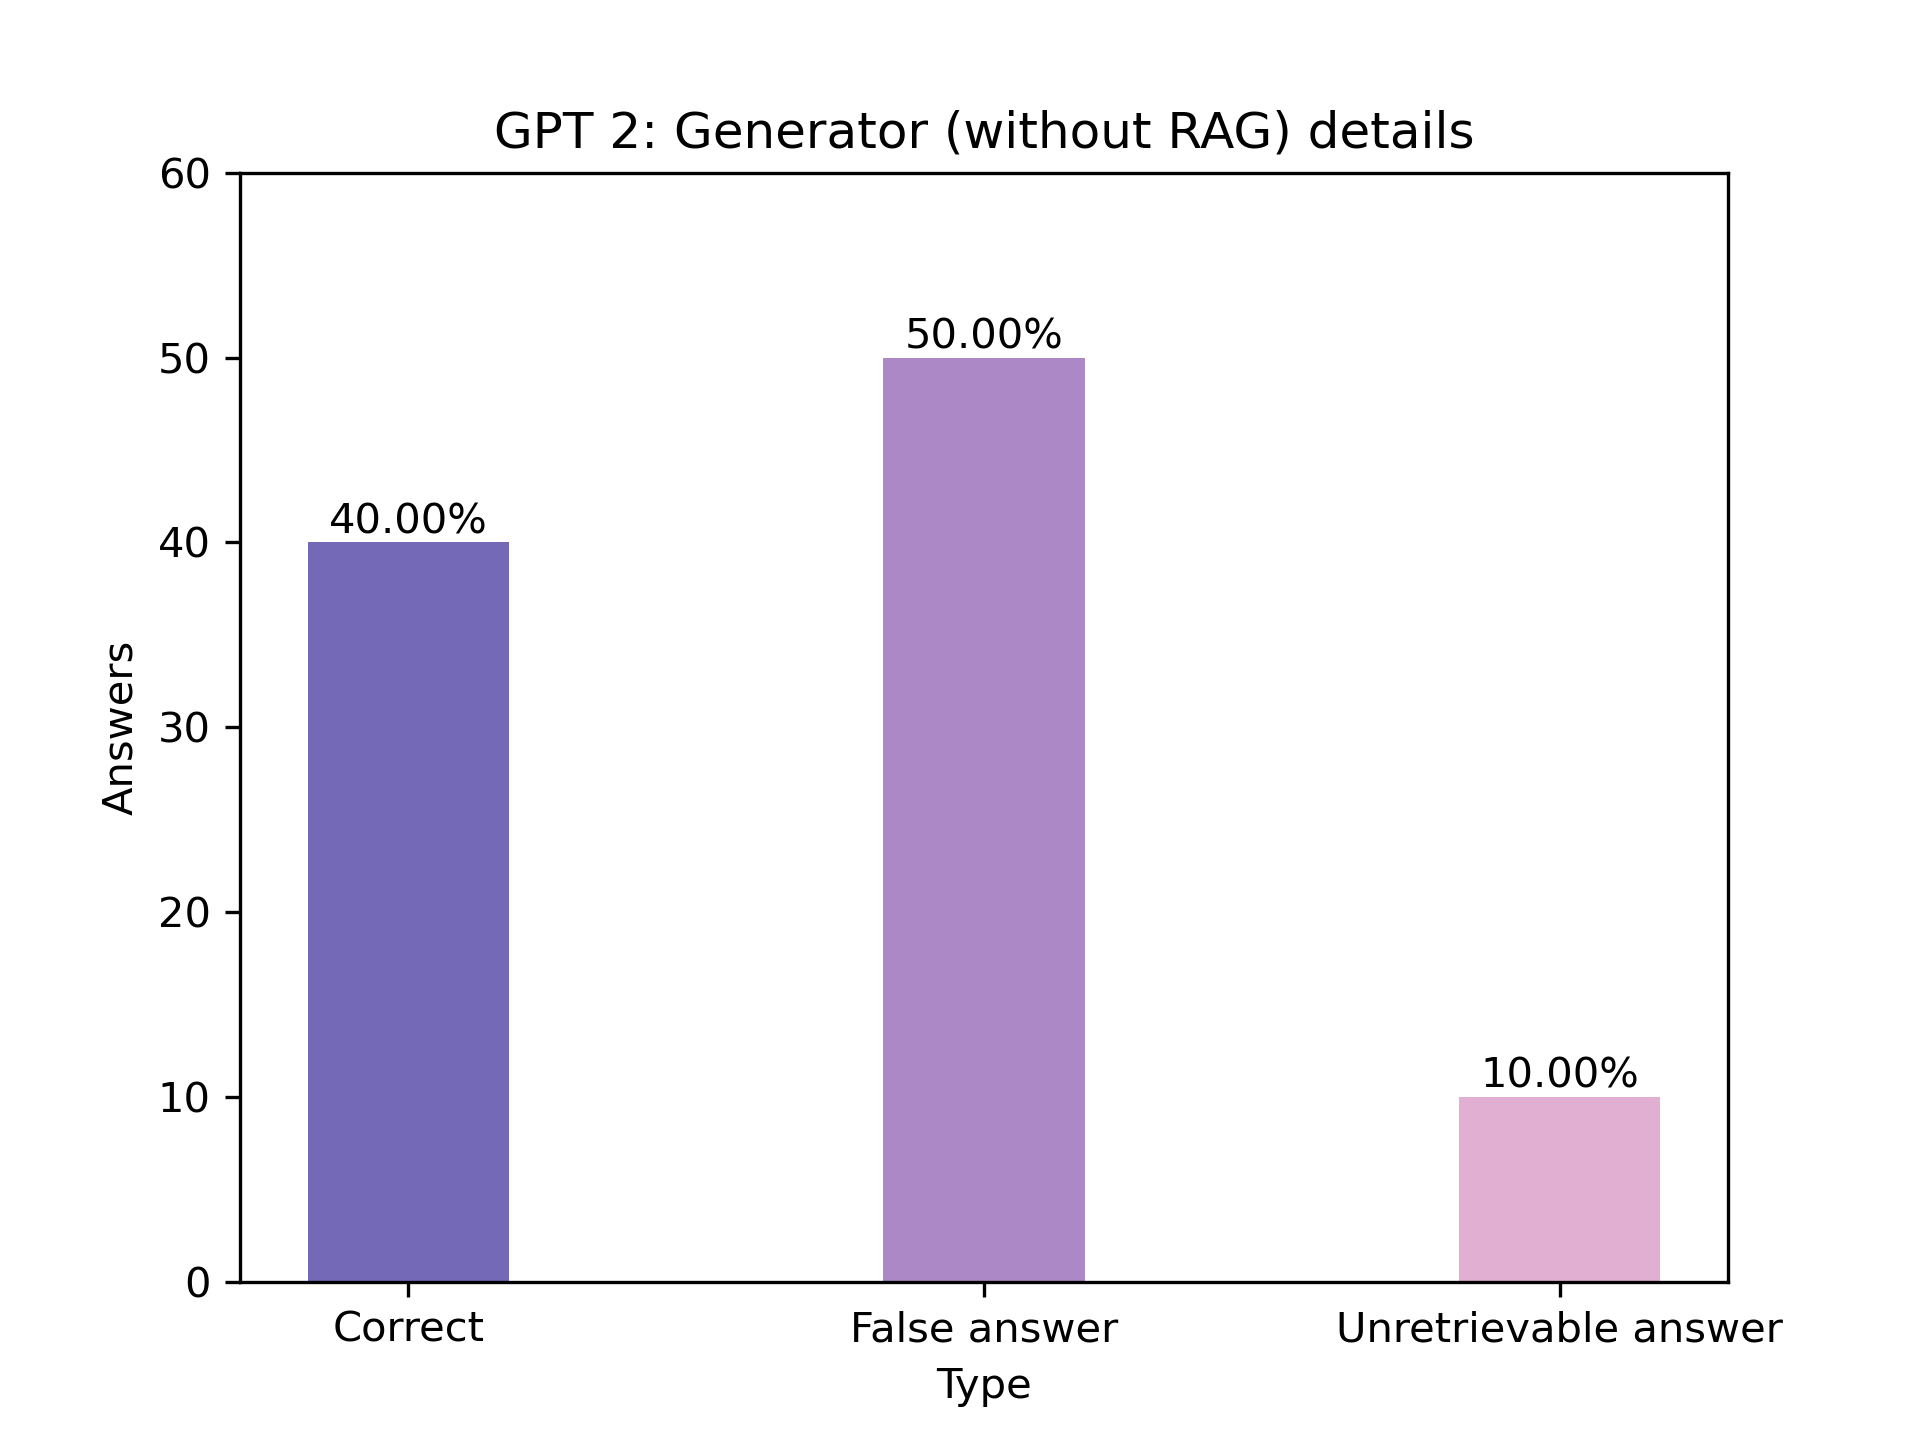 GPT 2: Generator (without RAG) details
60
50
40
30
20
10
0
Answers
40.00%
50.00%
10.00%
Correct
False answer
Unretrievable answer
Type